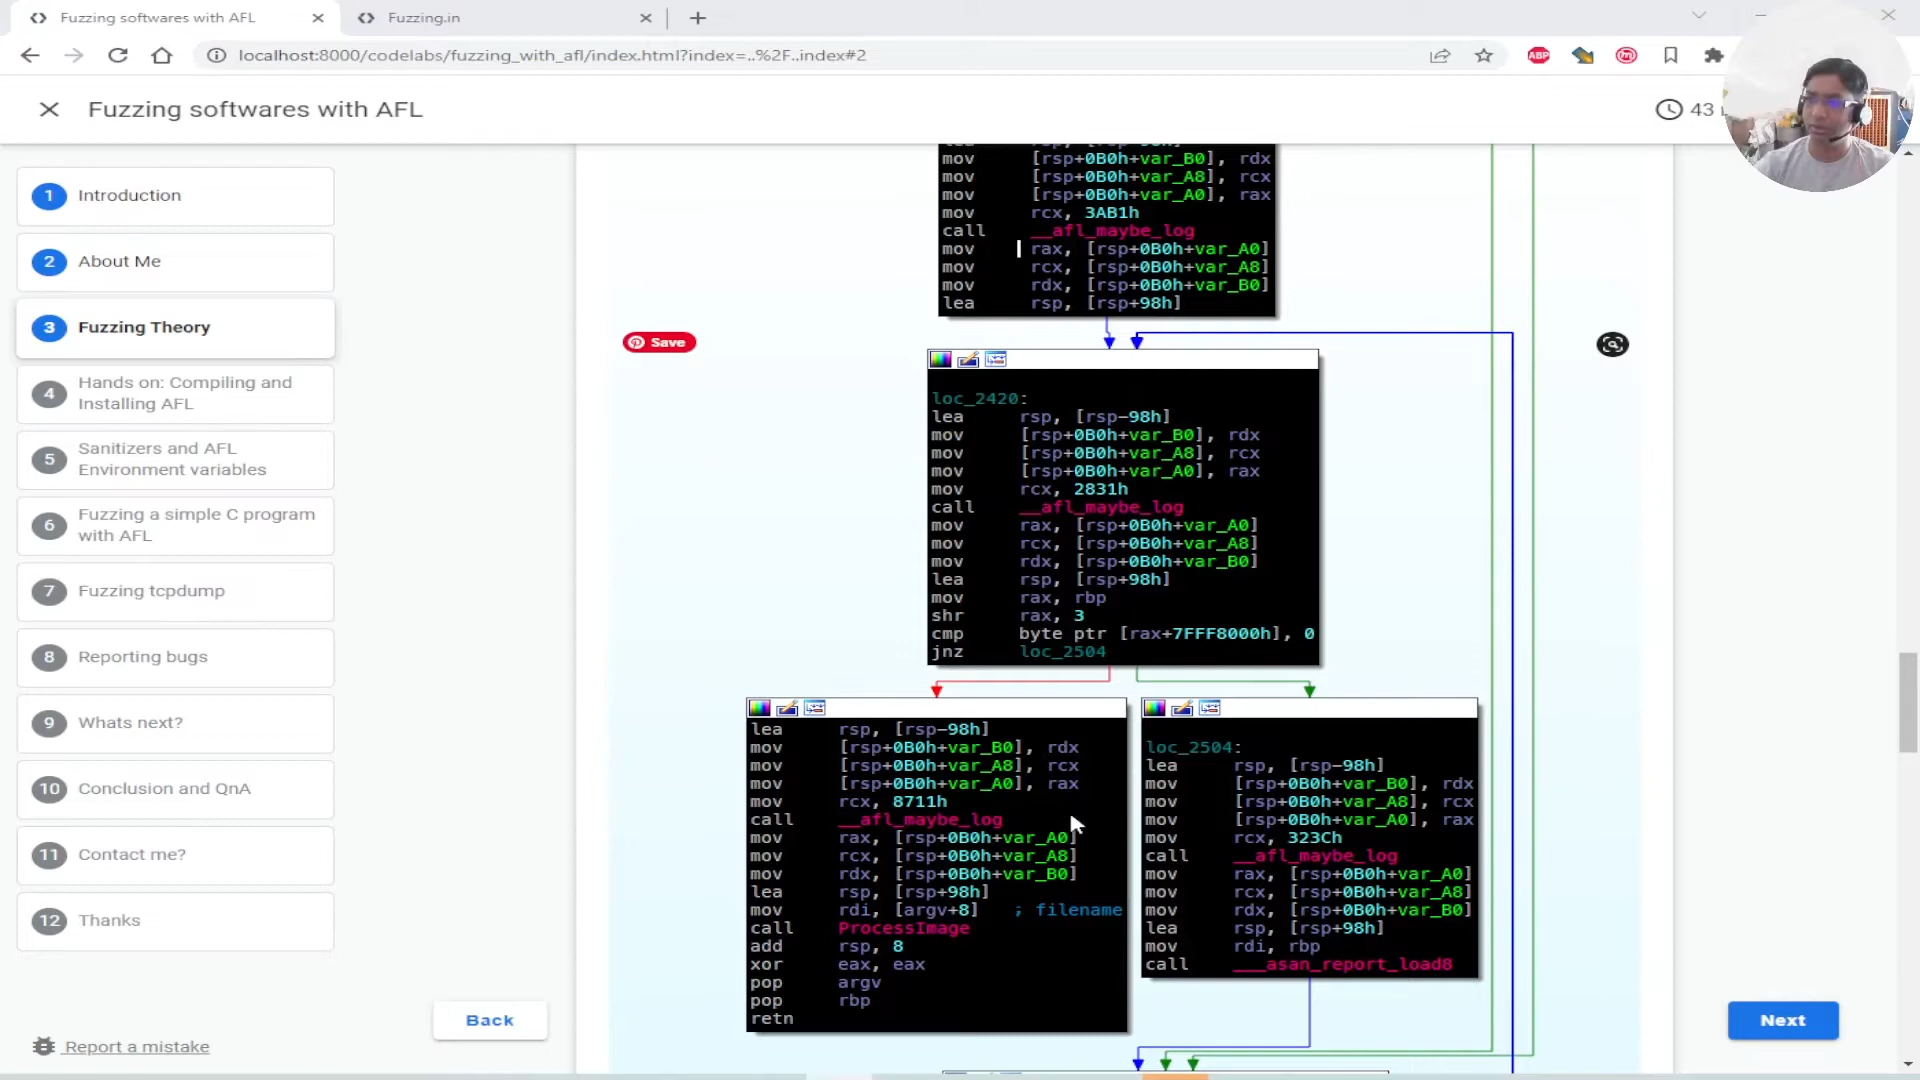 Fuzzing softwares with AFL
Fuzzing.in
localhost:8000/codelabs/fuzzing_with_afl/index.html?index=..%2F..index#2
ABP
Fuzzing softwares with AFL
43
1 Introduction
2 About Me
3 Fuzzing Theory
4 Hands on: Compiling and
Installing AFL
5 Sanitizers and AFL
Environment variables
6 Fuzzing a simple C program
with AFL
7 Fuzzing tcpdump
8 Reporting bugs
9 Whats next?
10 Conclusion and QnA
11 Contact me?
12 Thanks
Back
Report a mistake
Next
Save
mov [rsp+0B0h+var_B0], rdx
mov [rsp+0B0h+var_A8], rcx
mov [rsp+0B0h+var_A0], rax
mov rcx, 3AB1h
call __afl_maybe_log
mov rax, [rsp+0B0h+var_A0]
mov rcx, [rsp+0B0h+var_A8]
mov rdx, [rsp+0B0h+var_B0]
lea rsp, [rsp+98h]
loc_2420:
lea rsp, [rsp-98h]
mov [rsp+0B0h+var_B0], rdx
mov [rsp+0B0h+var_A8], rcx
mov [rsp+0B0h+var_A0], rax
mov rcx, 2831h
call __afl_maybe_log
mov rax, [rsp+0B0h+var_A0]
mov rcx, [rsp+0B0h+var_A8]
mov rdx, [rsp+0B0h+var_B0]
lea rsp, [rsp+98h]
mov rax, rbp
shr rax, 3
cmp byte ptr [rax+7FFF8000h], 0
jnz loc_2504
lea rsp, [rsp-98h]
mov [rsp+0B0h+var_B0], rdx
mov [rsp+0B0h+var_A8], rcx
mov [rsp+0B0h+var_A0], rax
mov rcx, 8711h
call __afl_maybe_log
mov rax, [rsp+0B0h+var_A0]
mov rcx, [rsp+0B0h+var_A8]
mov rdx, [rsp+0B0h+var_B0]
lea rsp, [rsp+98h]
mov rdi, [argv+8] ; filename
call ProcessImage
add rsp, 8
xor eax, eax
pop argv
pop rbp
retn
loc_2504:
lea rsp, [rsp-98h]
mov [rsp+0B0h+var_B0], rdx
mov [rsp+0B0h+var_A8], rcx
mov [rsp+0B0h+var_A0], rax
mov rcx, 323Ch
call __afl_maybe_log
mov rax, [rsp+0B0h+var_A0]
mov rcx, [rsp+0B0h+var_A8]
mov rdx, [rsp+0B0h+var_B0]
lea rsp, [rsp+98h]
mov rdi, rbp
call ___asan_report_load8